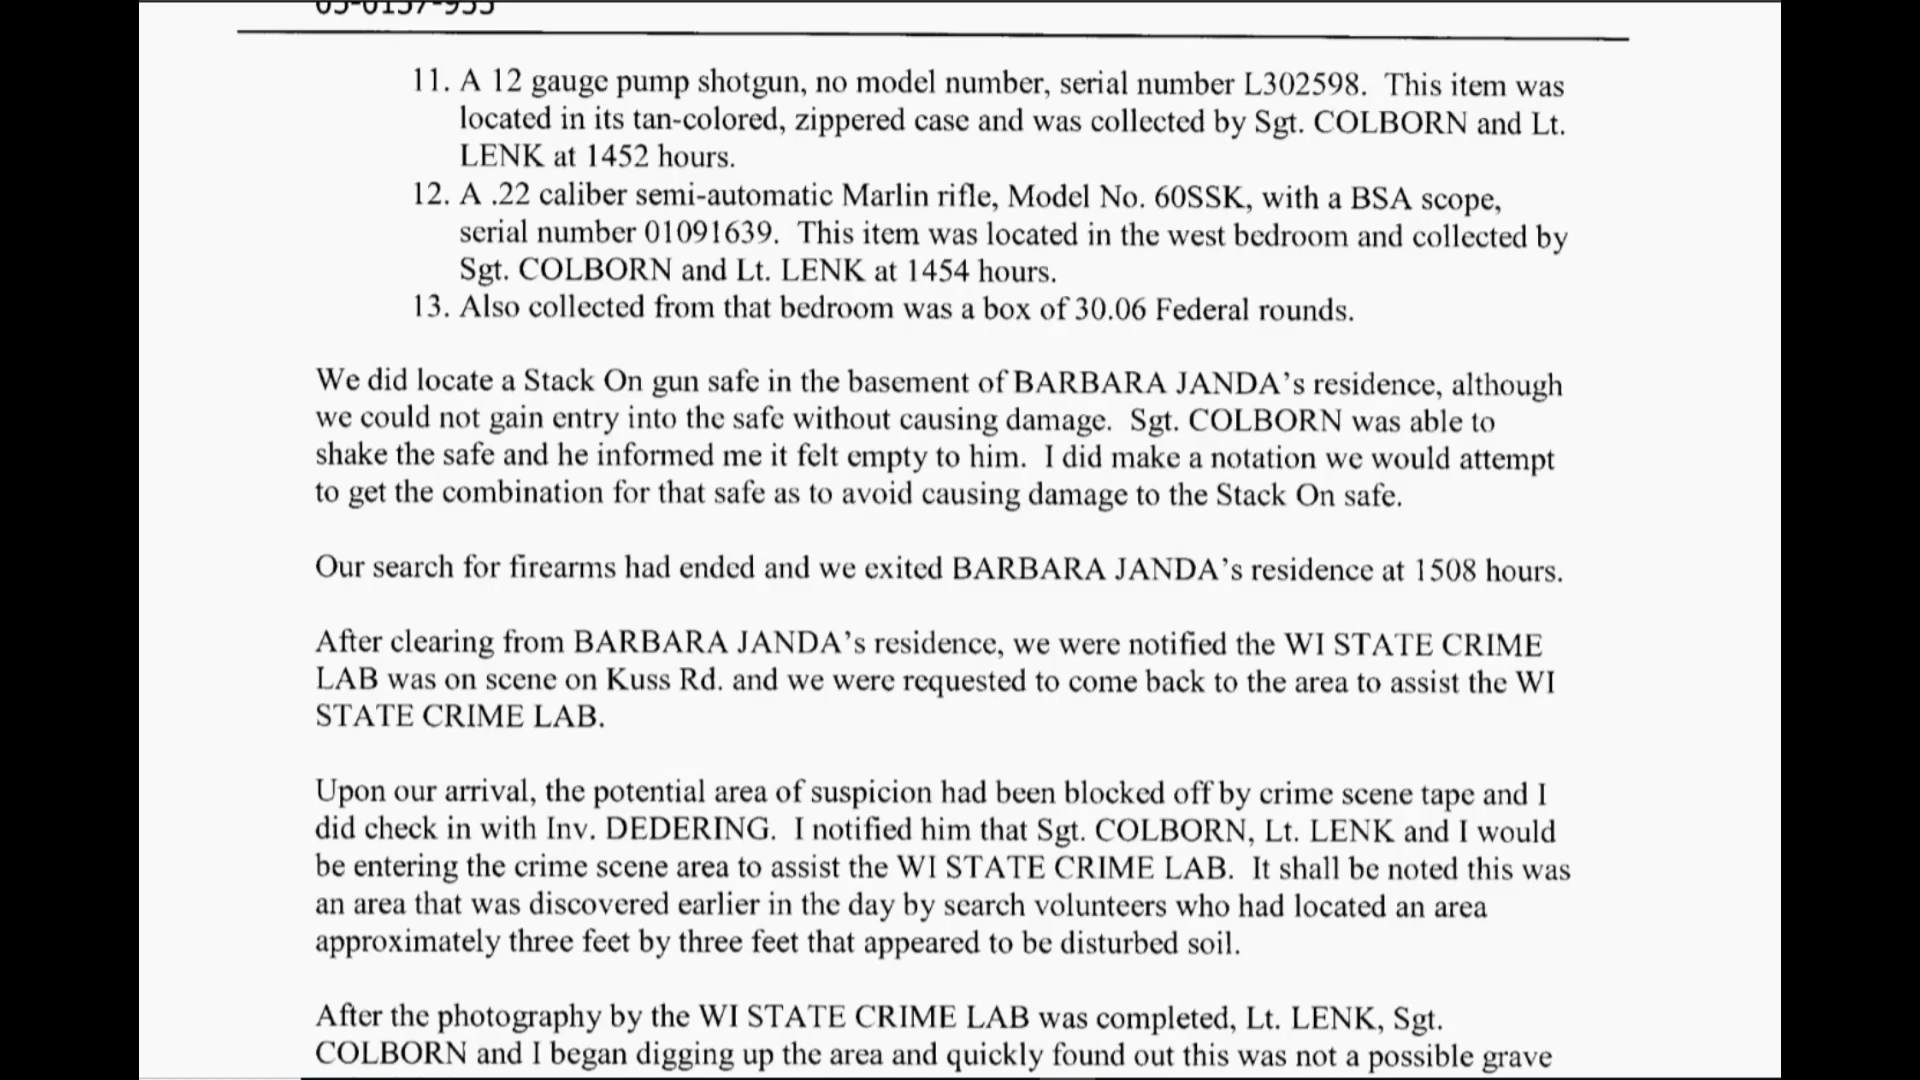 05-0157-955
11. A 12 gauge pump shotgun, no model number, serial number L302598. This item was
located in its tan-colored, zippered case and was collected by Sgt. COLBORN and Lt.
LENK at 1452 hours.
12. A .22 caliber semi-automatic Marlin rifle, Model No. 60SSK, with a BSA scope,
serial number 01091639. This item was located in the west bedroom and collected by
Sgt. COLBORN and Lt. LENK at 1454 hours.
13. Also collected from that bedroom was a box of 30.06 Federal rounds.
We did locate a Stack On gun safe in the basement of BARBARA JANDA's residence, although
we could not gain entry into the safe without causing damage. Sgt. COLBORN was able to
shake the safe and he informed me it felt empty to him. I did make a notation we would attempt
to get the combination for that safe as to avoid causing damage to the Stack On safe.
Our search for firearms had ended and we exited BARBARA JANDA's residence at 1508 hours.
After clearing from BARBARA JANDA's residence, we were notified the WI STATE CRIME
LAB was on scene on Kuss Rd. and we were requested to come back to the area to assist the WI
STATE CRIME LAB.
Upon our arrival, the potential area of suspicion had been blocked off by crime scene tape and I
did check in with Inv. DEDERING. I notified him that Sgt. COLBORN, Lt. LENK and I would
be entering the crime scene area to assist the WI STATE CRIME LAB. It shall be noted this was
an area that was discovered earlier in the day by search volunteers who had located an area
approximately three feet by three feet that appeared to be disturbed soil.
After the photography by the WI STATE CRIME LAB was completed, Lt. LENK, Sgt.
COLBORN and I began digging up the area and quickly found out this was not a possible grave